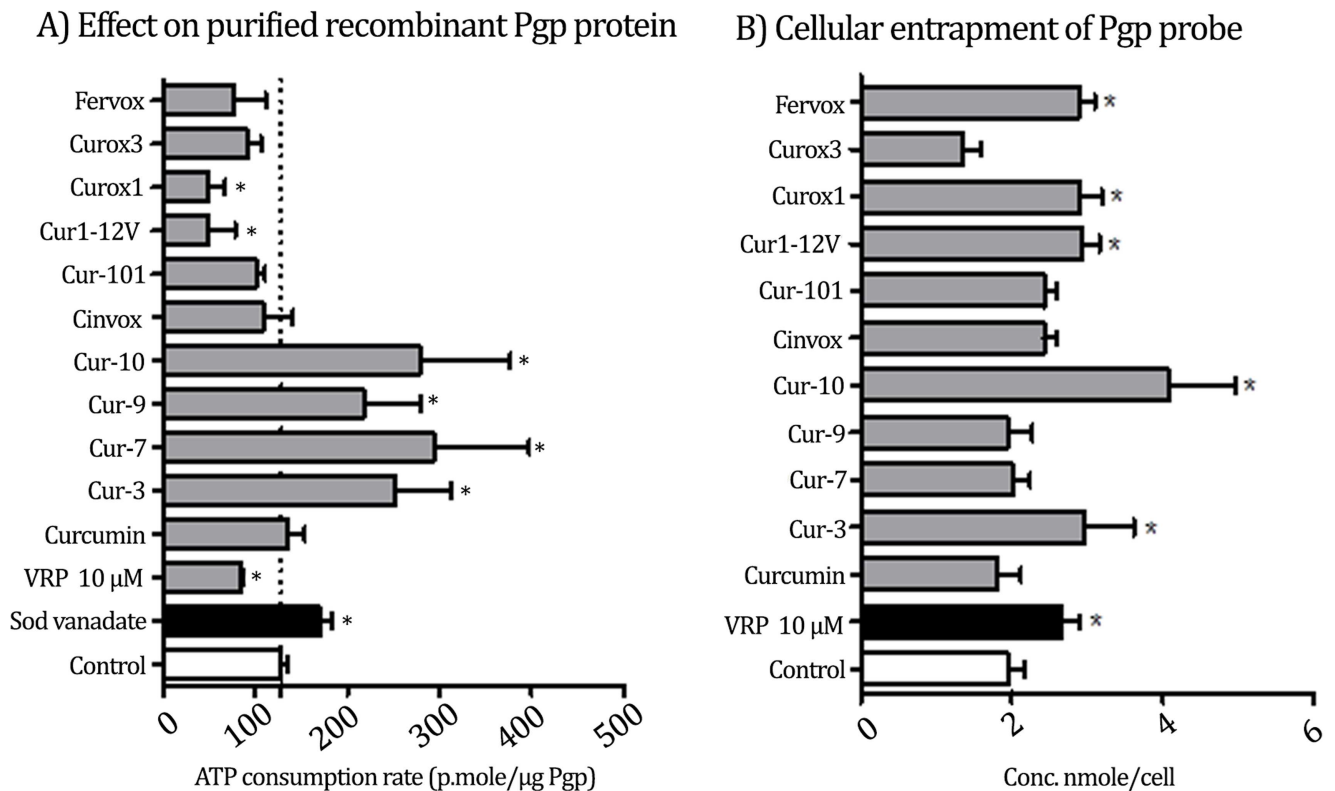 A) Effect on purified recombinant Pgp protein
Fervox
Curox3
Curox1 *
Cur1-12V *
Cur-101
Cinvox
Cur-10 *
Cur-9 *
Cur-7 *
Cur-3 *
Curcumin
VRP 10 µM *
Sod vanadate *
Control
0 100 200 300 400 500
ATP consumption rate (p.mole/µg Pgp)
B) Cellular entrapment of Pgp probe
Fervox *
Curox3
Curox1 *
Cur1-12V *
Cur-101
Cinvox
Cur-10 *
Cur-9
Cur-7
Cur-3 *
Curcumin
VRP 10 µM *
Control
0 2 4 6
Conc. nmole/cell